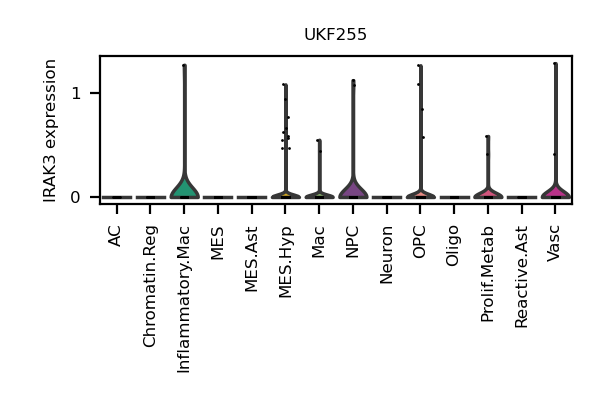 UKF255
IRAK3 expression
1
0
AC
Chromatin.Reg
Inflammatory.Mac
MES
MES.Ast
MES.Hyp
Mac
NPC
Neuron
OPC
Oligo
Prolif.Metab
Reactive.Ast
Vasc